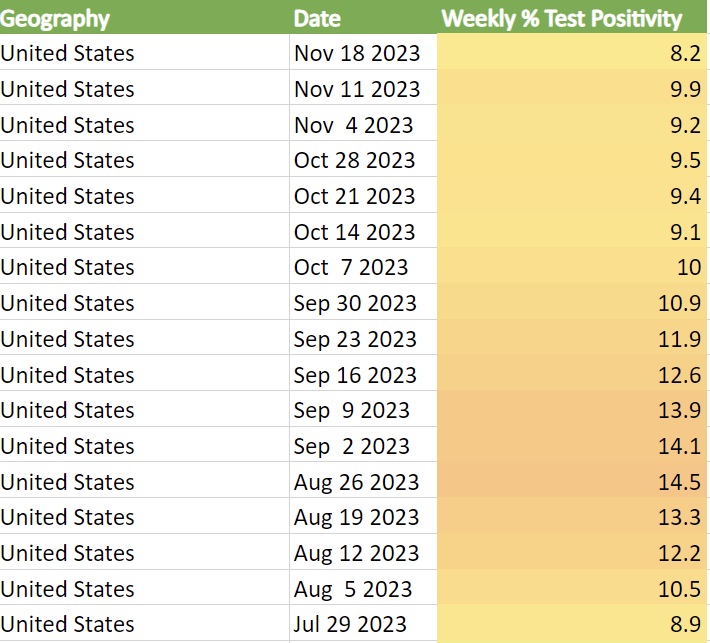 Geography Date Weekly % Test Positivity
United States Nov 18 2023 8.2
United States Nov 11 2023 9.9
United States Nov  4 2023 9.2
United States Oct 28 2023 9.5
United States Oct 21 2023 9.4
United States Oct 14 2023 9.1
United States Oct  7 2023 10
United States Sep 30 2023 10.9
United States Sep 23 2023 11.9
United States Sep 16 2023 12.6
United States Sep  9 2023 13.9
United States Sep  2 2023 14.1
United States Aug 26 2023 14.5
United States Aug 19 2023 13.3
United States Aug 12 2023 12.2
United States Aug  5 2023 10.5
United States Jul 29 2023 8.9